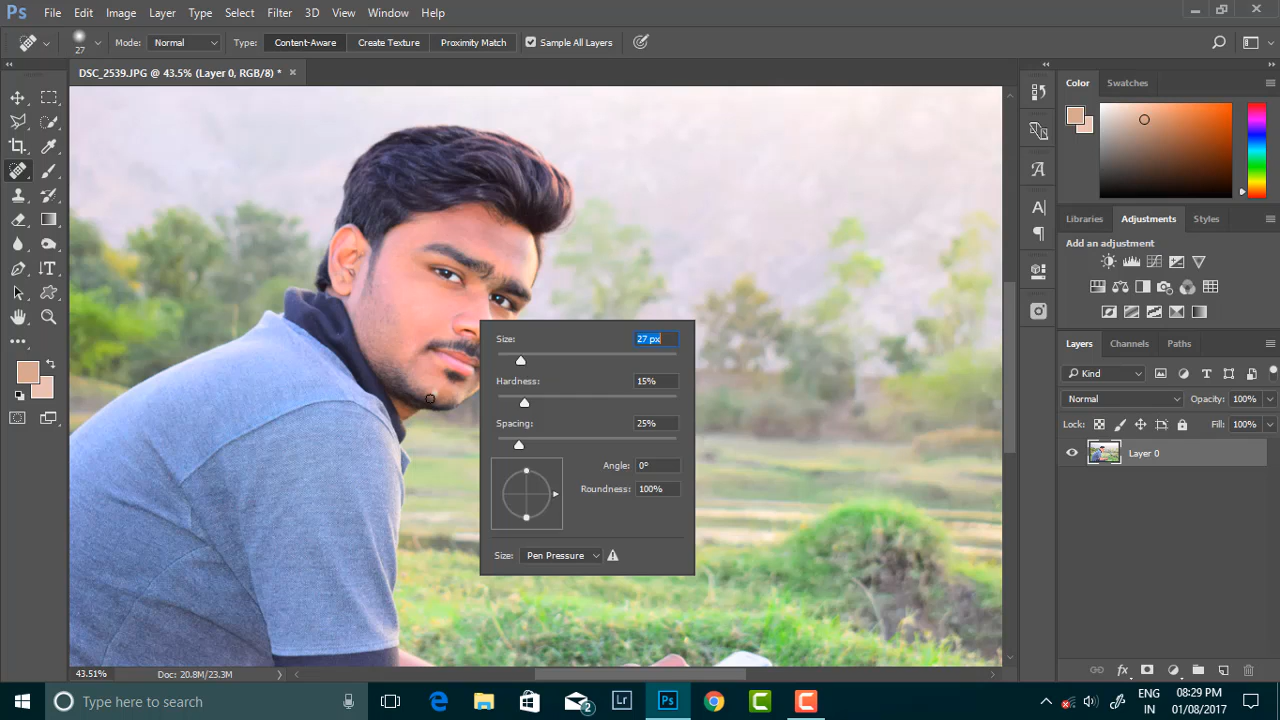 Ps File Edit Image Layer Type Select Filter 3D View Window Help
27 Mode: Normal Type: Content-Aware Create Texture Proximity Match Sample All Layers
DSC_2539.JPG @ 43.5% (Layer 0, RGB/8) * ×
Color Swatches
Libraries Adjustments Styles
Add an adjustment
Layers Channels Paths
Kind
Normal Opacity: 100%
Lock: Fill: 100%
Layer 0
Size: 27 px
Hardness: 15%
Spacing: 25%
Angle: 0°
Roundness: 100%
Size: Pen Pressure
43.51% Doc: 20.8M/23.3M
Type here to search
2
Lr
Ps
C
C
ENG
IN
08:29 PM
01/08/2017